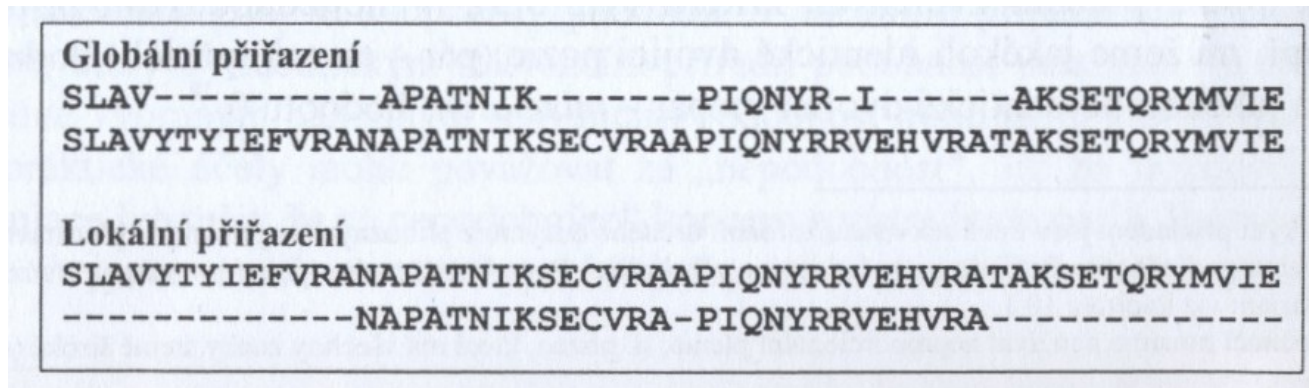 Globální přiřazení
SLAV----------APATNIK-------PIQNYR-I------AKSETQRYMVIE
SLAVYTYIEFVRANAPATNIKSECVRAAPIQNYRRVEHVRATAKSETQRYMVIE
Lokální přiřazení
SLAVYTYIEFVRANAPATNIKSECVRAAPIQNYRRVEHVRATAKSETQRYMVIE
-------------NAPATNIKSECVRA-PIQNYRRVEHVRA-------------